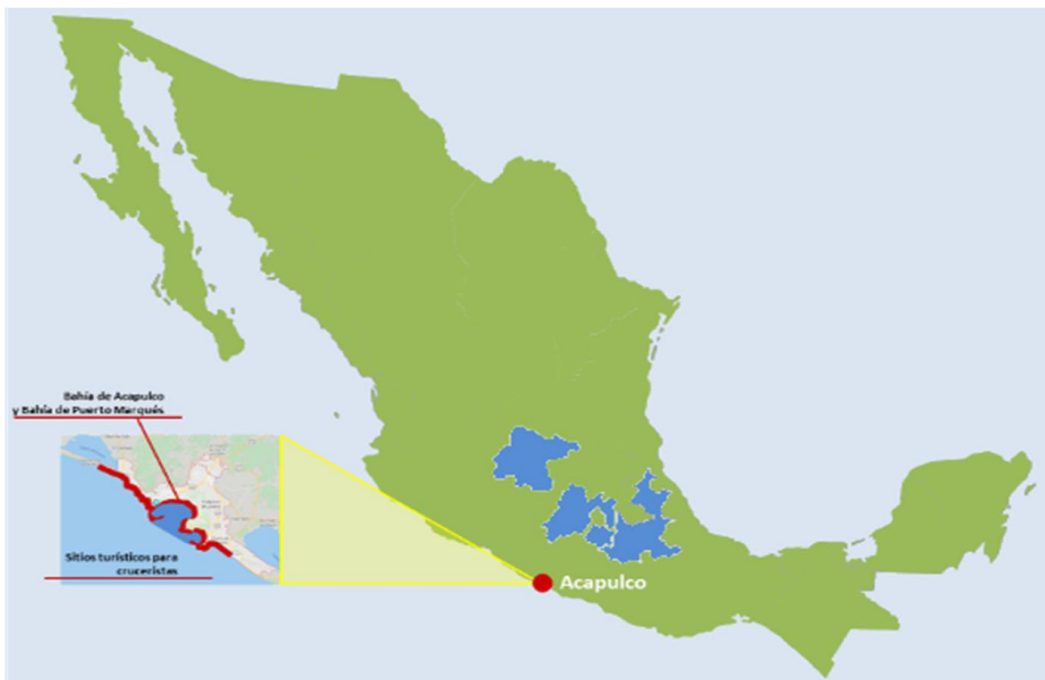 Bahía de Acapulco
y Bahía de Puerto Marqués
Sitios turísticos para
cruceristas
Acapulco